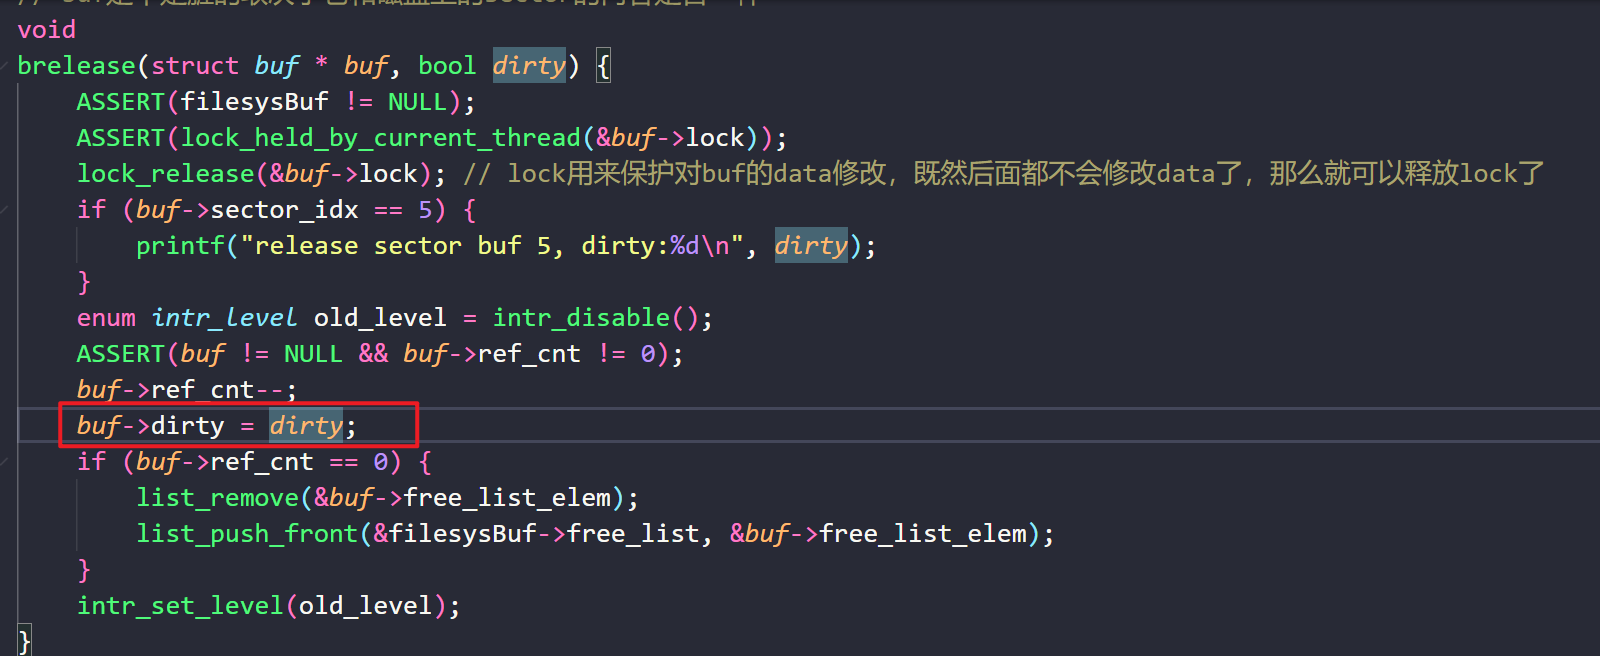 void
brelease(struct buf * buf, bool dirty) {
    ASSERT(filesysBuf != NULL);
    ASSERT(lock_held_by_current_thread(&buf->lock));
    lock_release(&buf->lock); // lock用来保护对buf的data修改，既然后面都不会修改data了，那么就可以释放lock了
    if (buf->sector_idx == 5) {
        printf("release sector buf 5, dirty:%d\n", dirty);
    }
    enum intr_level old_level = intr_disable();
    ASSERT(buf != NULL && buf->ref_cnt != 0);
    buf->ref_cnt--;
    buf->dirty = dirty;
    if (buf->ref_cnt == 0) {
        list_remove(&buf->free_list_elem);
        list_push_front(&filesysBuf->free_list, &buf->free_list_elem);
    }
    intr_set_level(old_level);
}